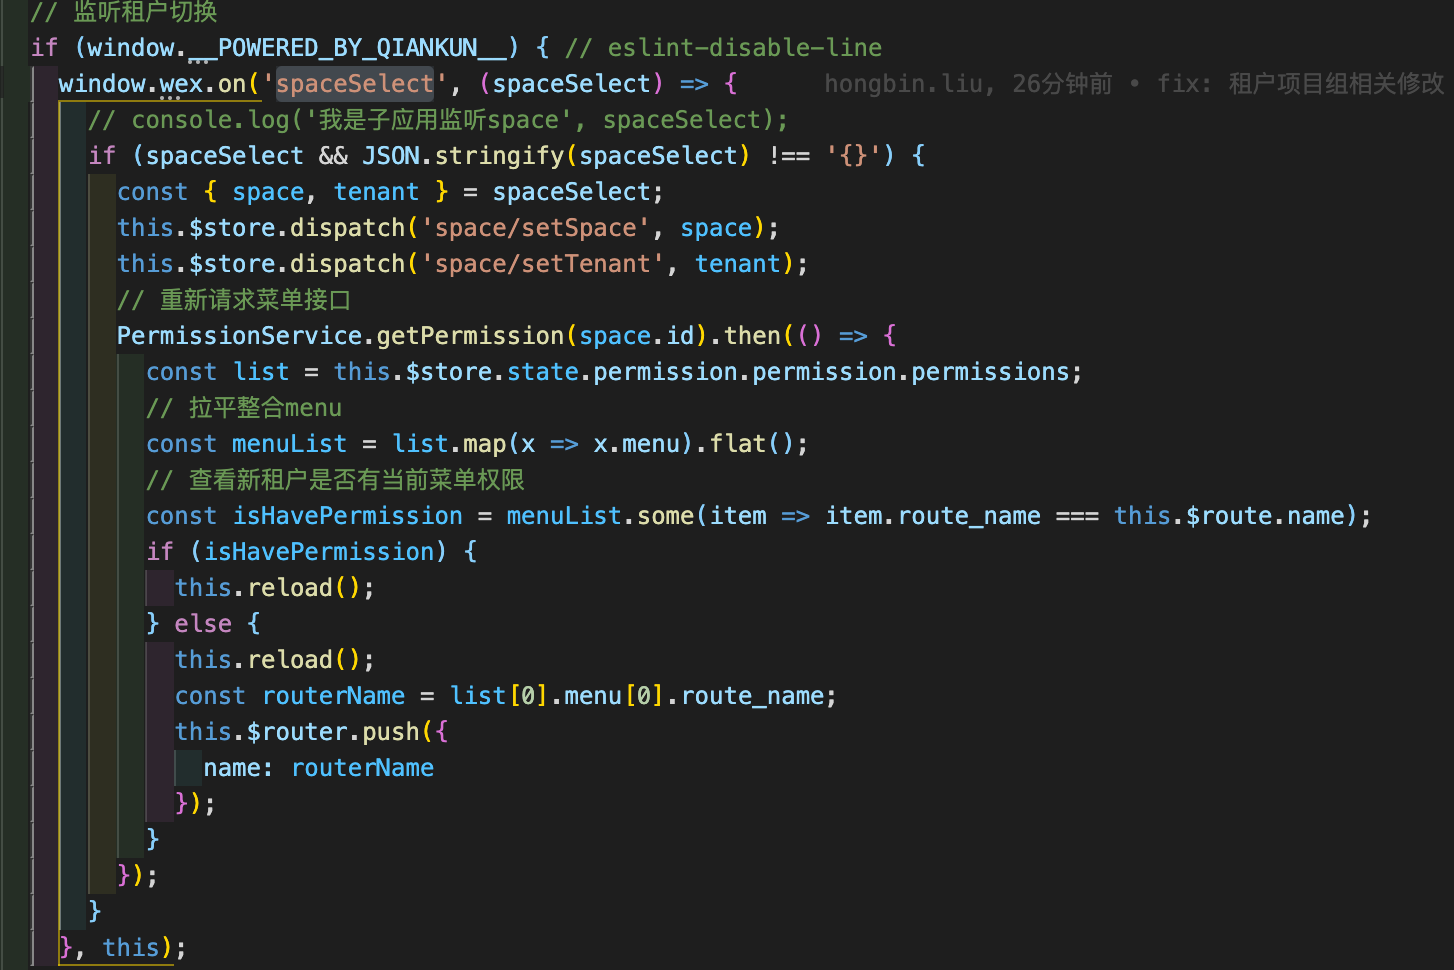 // 监听租户切换
if (window.__POWERED_BY_QIANKUN__) { // eslint-disable-line
window.wex.on('spaceSelect', (spaceSelect) => { hongbin.liu, 26分钟前 • fix: 租户项目组相关修改
// console.log('我是子应用监听space', spaceSelect);
if (spaceSelect && JSON.stringify(spaceSelect) !== '{}') {
const { space, tenant } = spaceSelect;
this.$store.dispatch('space/setSpace', space);
this.$store.dispatch('space/setTenant', tenant);
// 重新请求菜单接口
PermissionService.getPermission(space.id).then(() => {
const list = this.$store.state.permission.permission.permissions;
// 拉平整合menu
const menuList = list.map(x => x.menu).flat();
// 查看新租户是否有当前菜单权限
const isHavePermission = menuList.some(item => item.route_name === this.$route.name);
if (isHavePermission) {
this.reload();
} else {
this.reload();
const routerName = list[0].menu[0].route_name;
this.$router.push({
name: routerName
});
}
});
}
}, this);